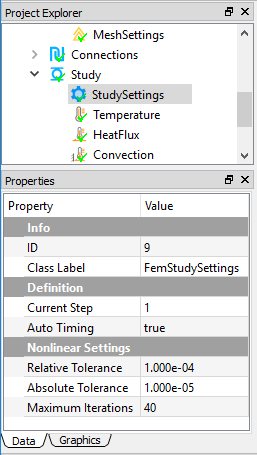 Project Explorer
MeshSettings
Connections
Study
StudySettings
Temperature
HeatFlux
Convection
Properties
Property Value
Info
ID 9
Class Label FemStudySettings
Definition
Current Step 1
Auto Timing true
Nonlinear Settings
Relative Tolerance 1.000e-04
Absolute Tolerance 1.000e-05
Maximum Iterations 40
Data Graphics